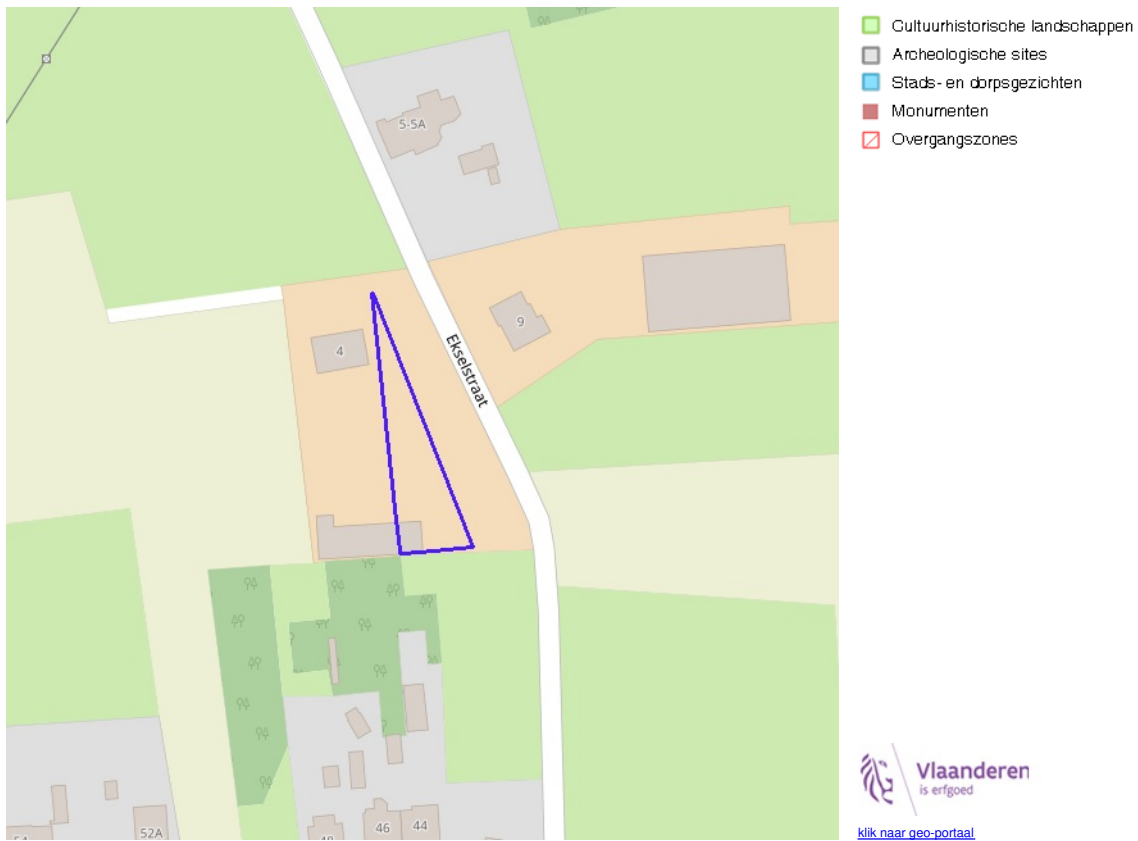 Cultuurhistorische landschappen
Archeologische sites
Stads- en dorpsgezichten
Monumenten
Overgangszones
5-5A
4
9
Ekselstraat
52A
46
44
Vlaanderen
is erfgoed
klik naar geo-portaal